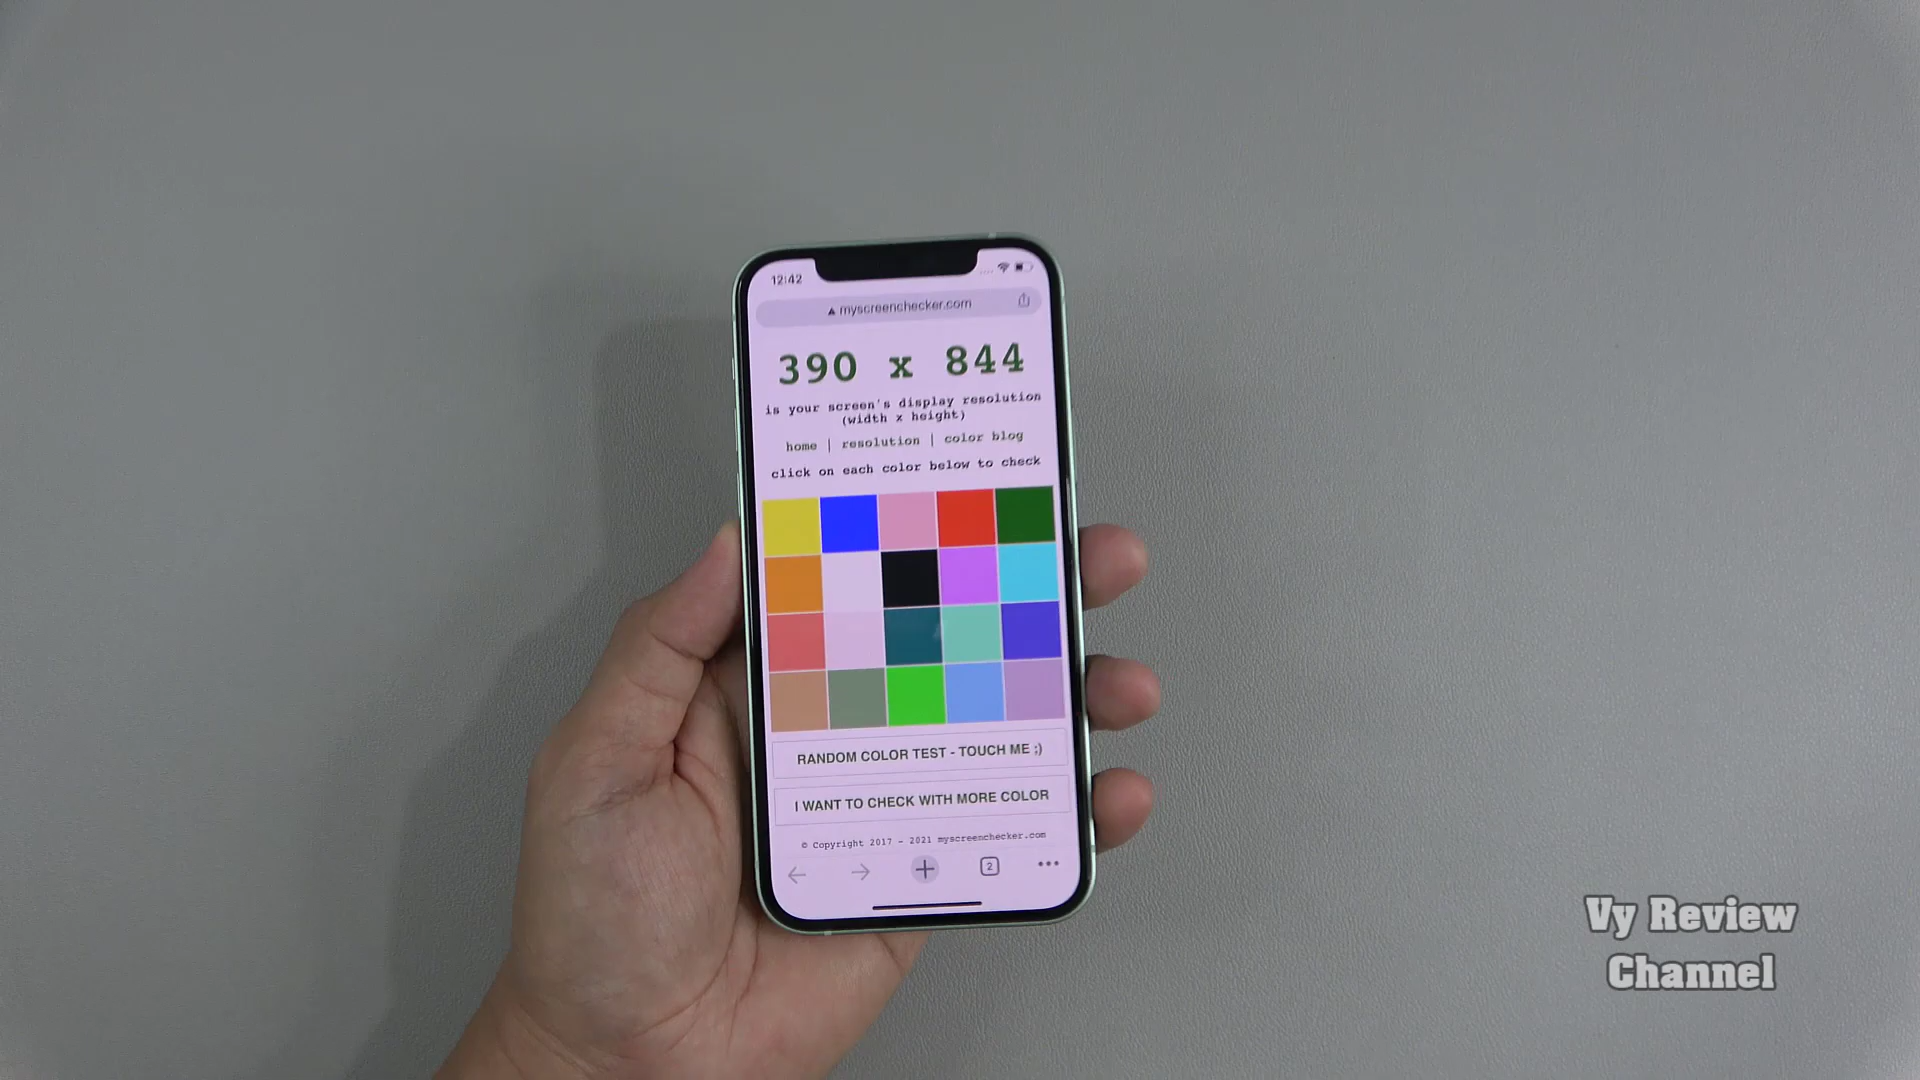 12:42
myscreenchecker.com
390 x 844
is your screen's display resolution
(width x height)
home | resolution | color blog
click on each color below to check
RANDOM COLOR TEST - TOUCH ME ;)
I WANT TO CHECK WITH MORE COLOR
© Copyright 2017 - 2021 myscreenchecker.com
2
Vy Review
Channel